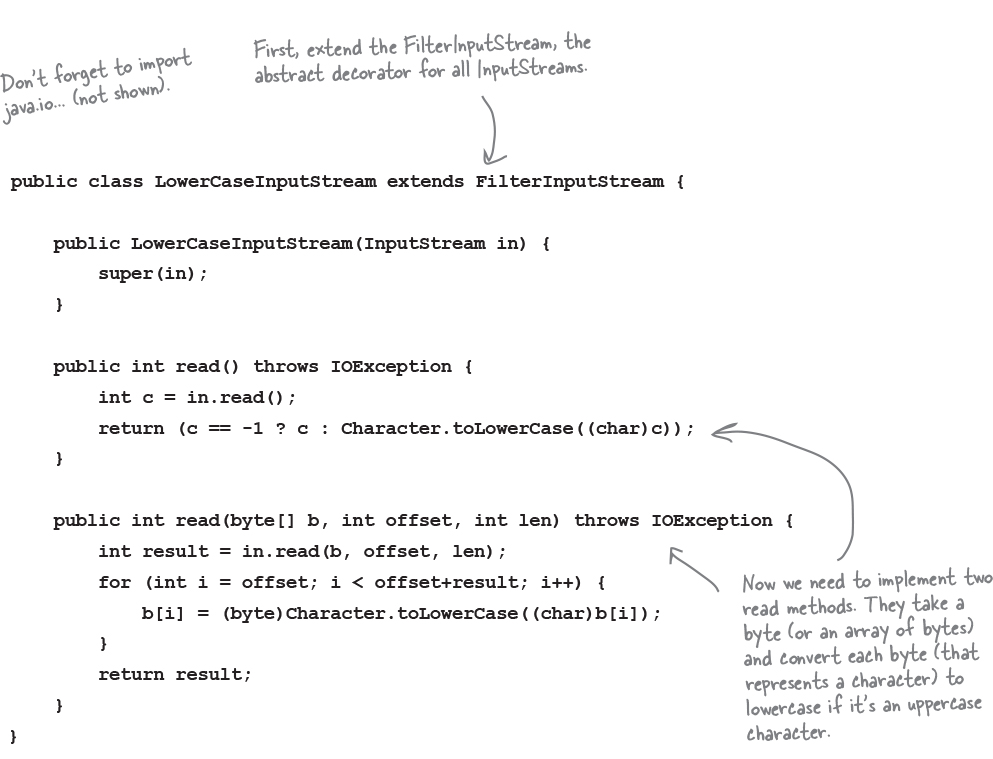 Don't forget to import
java.io... (not shown).
First, extend the FilterInputStream, the
abstract decorator for all InputStreams.
public class LowerCaseInputStream extends FilterInputStream {
public LowerCaseInputStream(InputStream in) {
super(in);
}
public int read() throws IOException {
int c = in.read();
return (c == -1 ? c : Character.toLowerCase((char)c));
}
public int read(byte[] b, int offset, int len) throws IOException {
int result = in.read(b, offset, len);
for (int i = offset; i < offset+result; i++) {
b[i] = (byte)Character.toLowerCase((char)b[i]);
}
return result;
}
}
Now we need to implement two
read methods. They take a
byte (or an array of bytes)
and convert each byte (that
represents a character) to
lowercase if it's an uppercase
character.